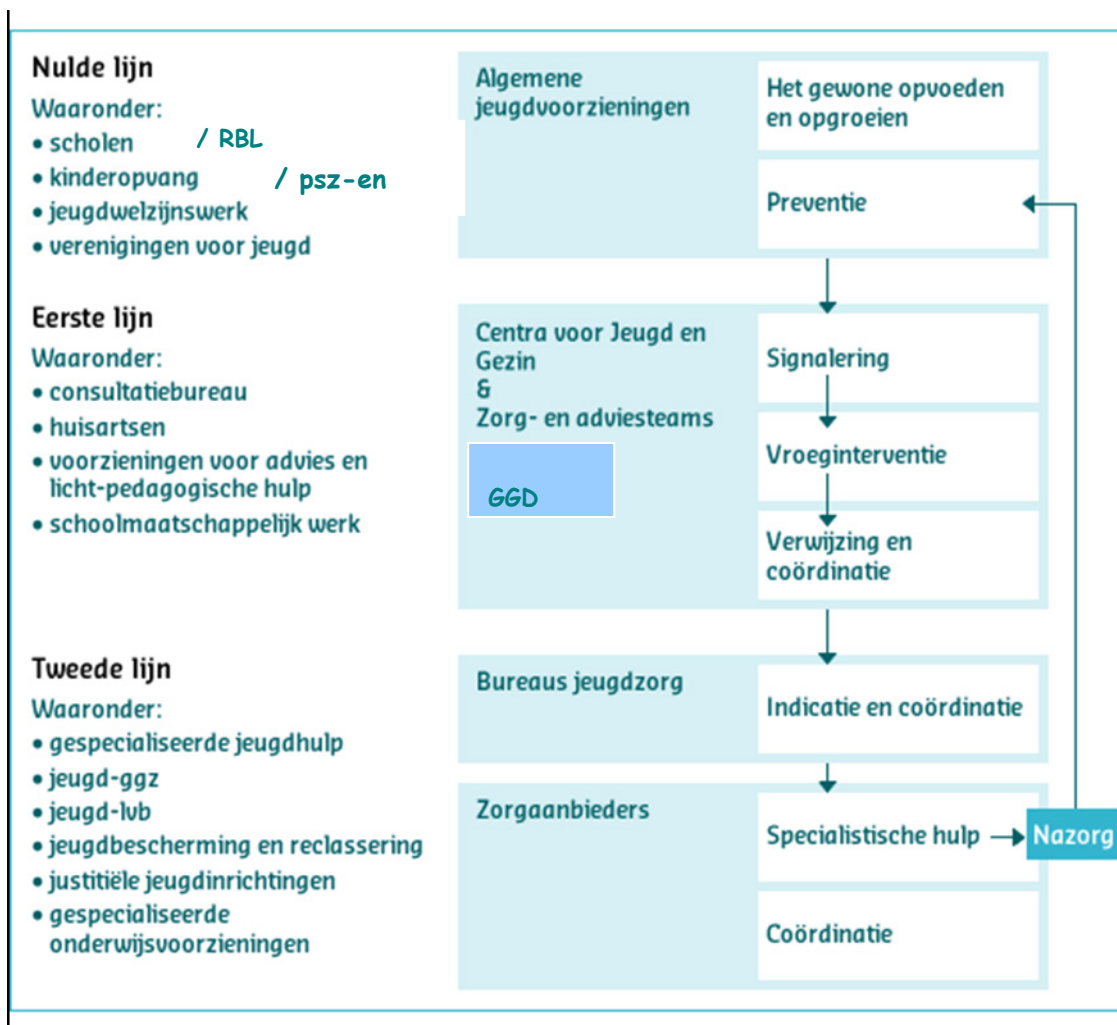 Nulde lijn
Waaronder:
• scholen / RBL
• kinderopvang / psz-en
• jeugdwelzijnswerk
• verenigingen voor jeugd
Algemene
jeugdvoorzieningen
Het gewone opvoeden
en opgroeien
Preventie
Eerste lijn
Waaronder:
• consultatiebureau
• huisartsen
• voorzieningen voor advies en
licht-pedagogische hulp
• schoolmaatschappelijk werk
Centra voor Jeugd en
Gezin
&
Zorg- en adviesteams
GGD
Signalering
Vroeginterventie
Verwijzing en
coördinatie
Tweede lijn
Waaronder:
• gespecialiseerde jeugdhulp
• jeugd-ggz
• jeugd-lvb
• jeugdbescherming en reclassering
• justitiële jeugdinrichtingen
• gespecialiseerde
onderwijsvoorzieningen
Bureaus jeugdzorg
Indicatie en coördinatie
Zorgaanbieders
Specialistische hulp
Nazorg
Coördinatie